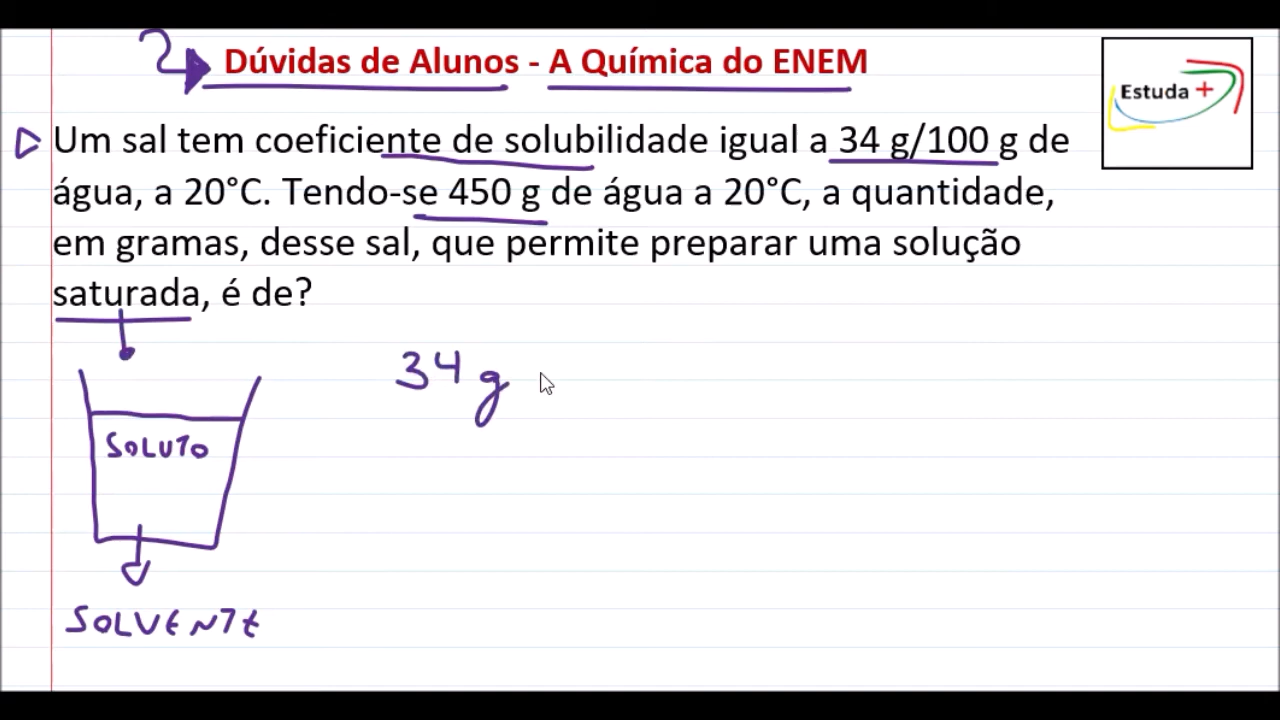 Dúvidas de Alunos - A Química do ENEM
Estuda +
Um sal tem coeficiente de solubilidade igual a 34 g/100 g de
água, a 20°C. Tendo-se 450 g de água a 20°C, a quantidade,
em gramas, desse sal, que permite preparar uma solução
saturada, é de?
34 g
SOLUTO
SOLVENTE